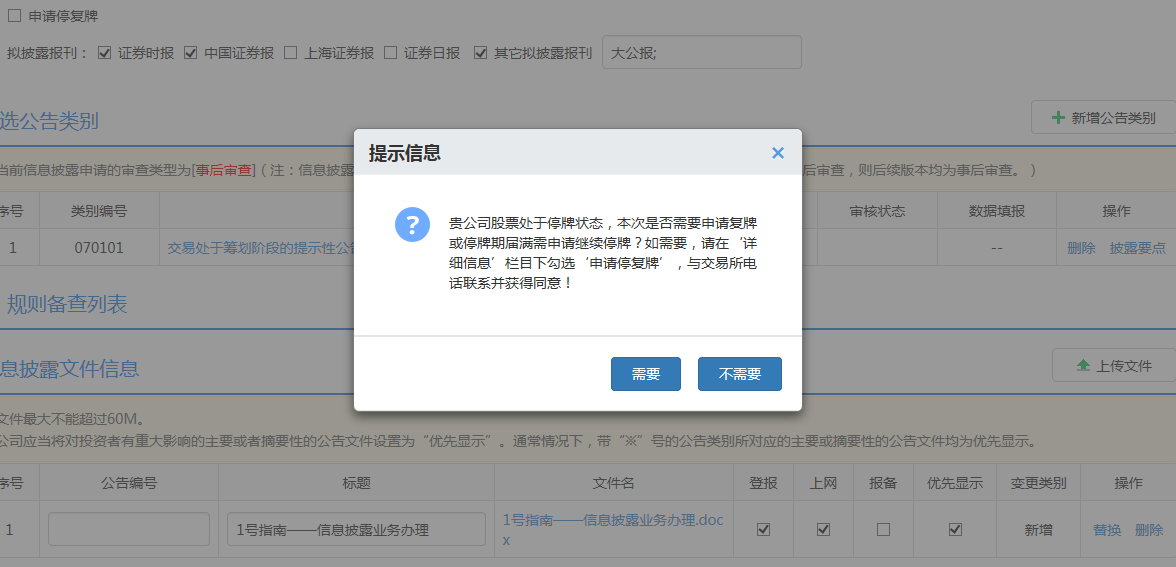 申请停复牌
拟披露报刊： 证券时报 中国证券报 上海证券报 证券日报 其它拟披露报刊 大公报;
选公告类别
新增公告类别
当前信息披露申请的审查类型为[事后审查]（注：信息披露
后审查，则后续版本均为事后审查。）
序号 类别编号 审核状态 数据填报 操作
1 070101 交易处于筹划阶段的提示性公告 -- 删除 披露要点
提示信息 ×
?
贵公司股票处于停牌状态，本次是否需要申请复牌
或停牌期届满需申请继续停牌？如需要，请在‘详
细信息’栏目下勾选‘申请停复牌’，与交易所电
话联系并获得同意！
需要 不需要
规则备查列表
息披露文件信息
上传文件
文件最大不能超过60M。
公司应当将对投资者有重大影响的主要或者摘要性的公告文件设置为“优先显示”。通常情况下，带“※”号的公告类别所对应的主要或摘要性的公告文件均为优先显示。
序号 公告编号 标题 文件名 登报 上网 报备 优先显示 变更类别 操作
1 1号指南——信息披露业务办理 1号指南——信息披露业务办理.doc
x
新增 替换 删除